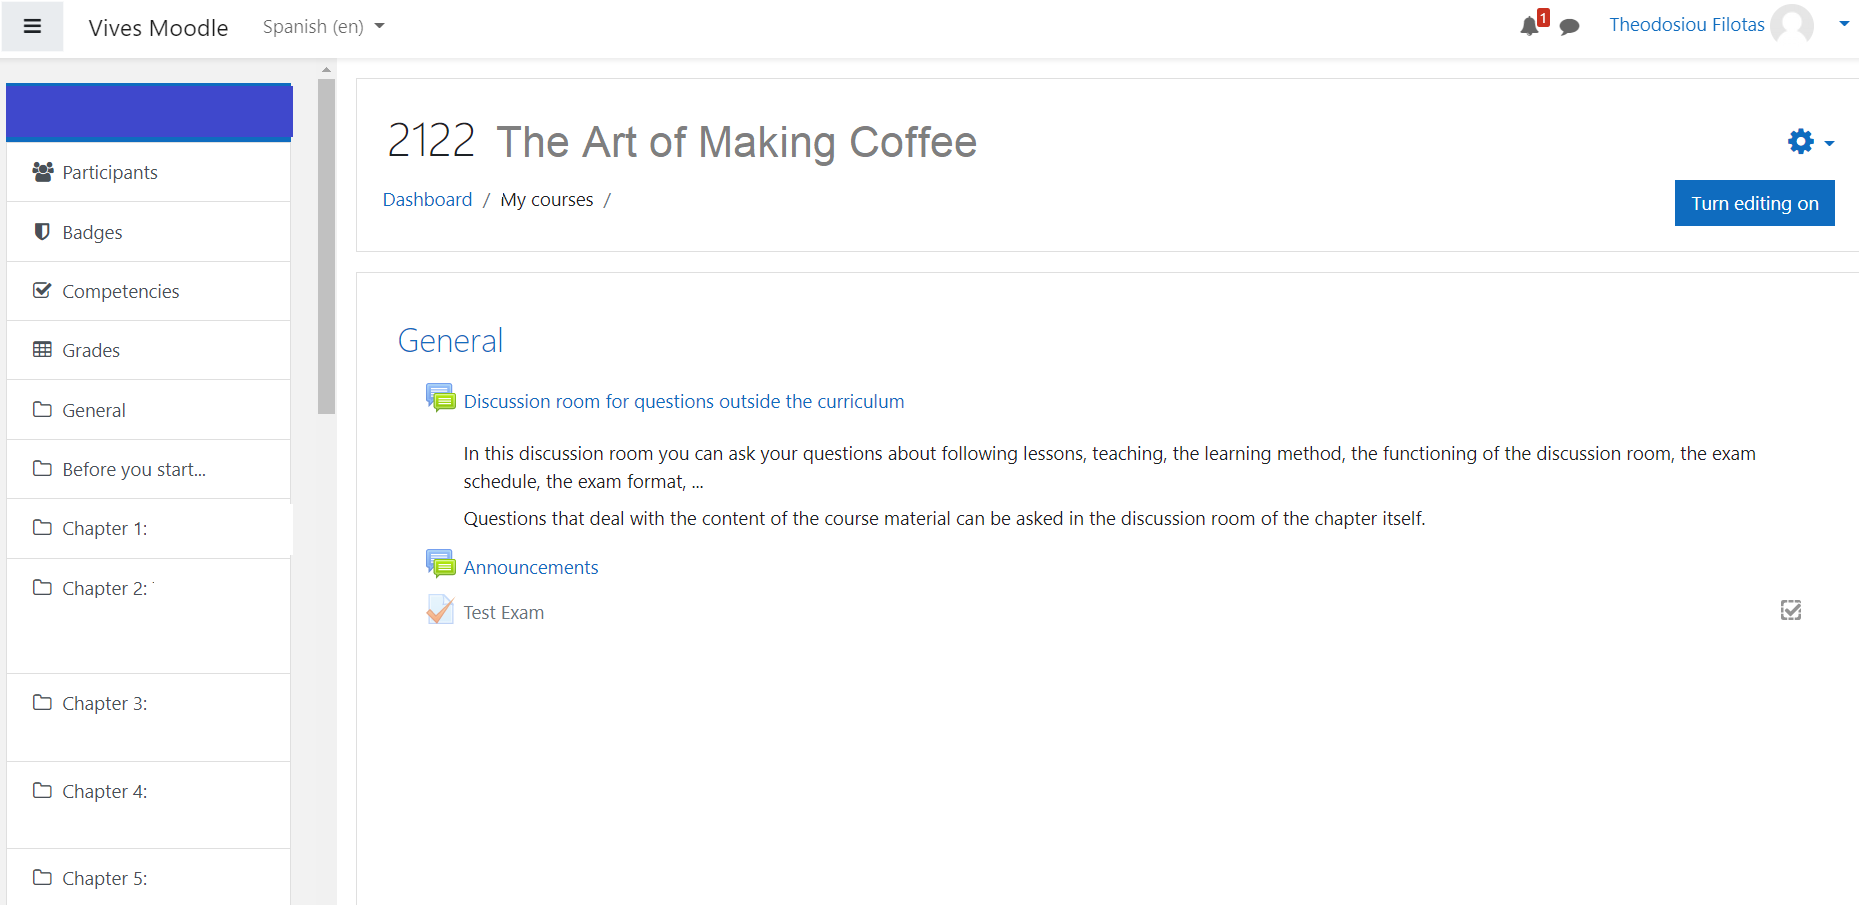 Vives Moodle
Spanish (en)
1
Theodosiou Filotas
Participants
Badges
Competencies
Grades
General
Before you start...
Chapter 1:
Chapter 2:
Chapter 3:
Chapter 4:
Chapter 5:
2122 The Art of Making Coffee
Dashboard / My courses /
Turn editing on
General
Discussion room for questions outside the curriculum
In this discussion room you can ask your questions about following lessons, teaching, the learning method, the functioning of the discussion room, the exam
schedule, the exam format, ...
Questions that deal with the content of the course material can be asked in the discussion room of the chapter itself.
Announcements
Test Exam